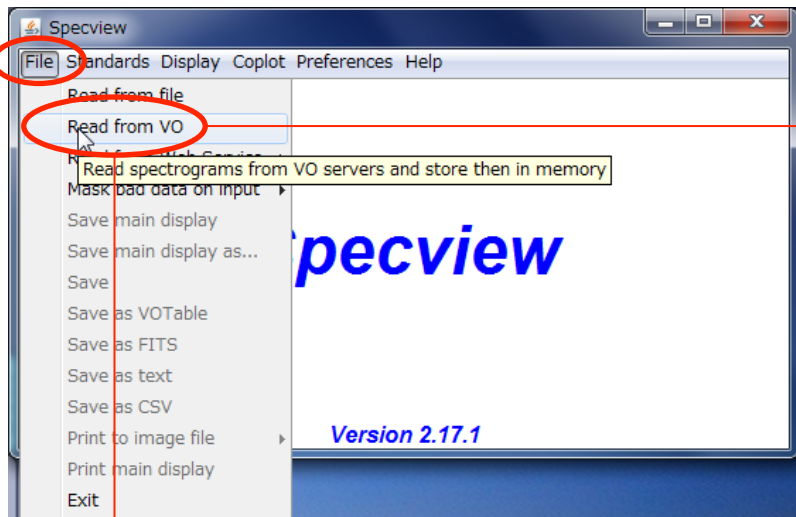 Specview
File Standards Display Coplot Preferences Help
Read from file
Read from VO
Read spectrograms from VO servers and store then in memory
Mask bad data on input
Save main display
Save main display as...
Save
Save as VOTable
Save as FITS
Save as text
Save as CSV
Print to image file
Print main display
Exit
pecview
Version 2.17.1